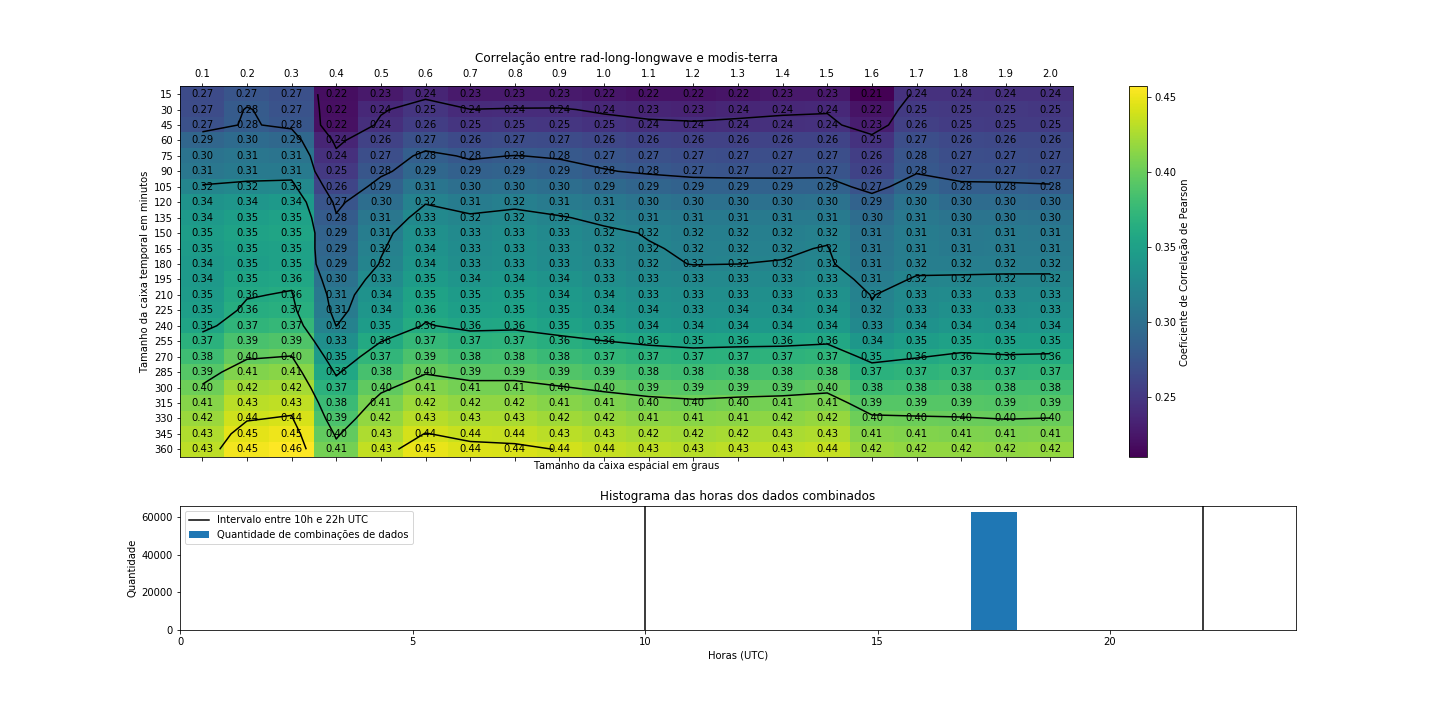 Correlação entre rad-long-longwave e modis-terra
0.1 0.2 0.3 0.4 0.5 0.6 0.7 0.8 0.9 1.0 1.1 1.2 1.3 1.4 1.5 1.6 1.7 1.8 1.9 2.0
15 0.27 0.27 0.27 0.22 0.23 0.24 0.23 0.23 0.23 0.22 0.22 0.22 0.22 0.23 0.23 0.21 0.24 0.24 0.24 0.24
30 0.27 0.28 0.27 0.22 0.24 0.25 0.24 0.24 0.24 0.24 0.23 0.23 0.24 0.24 0.24 0.22 0.25 0.25 0.25 0.25
45 0.27 0.28 0.28 0.22 0.24 0.26 0.25 0.25 0.25 0.25 0.24 0.24 0.24 0.24 0.24 0.23 0.26 0.25 0.25 0.25
60 0.29 0.30 0.29 0.24 0.26 0.27 0.26 0.27 0.27 0.26 0.26 0.26 0.26 0.26 0.26 0.25 0.27 0.26 0.26 0.26
75 0.30 0.31 0.31 0.24 0.27 0.28 0.28 0.28 0.28 0.27 0.27 0.27 0.27 0.27 0.27 0.26 0.28 0.27 0.27 0.27
90 0.31 0.31 0.31 0.25 0.28 0.29 0.29 0.29 0.29 0.28 0.28 0.27 0.27 0.27 0.27 0.26 0.28 0.28 0.28 0.28
105 0.32 0.32 0.33 0.26 0.29 0.31 0.30 0.30 0.30 0.29 0.29 0.29 0.29 0.29 0.29 0.27 0.29 0.28 0.28 0.28
120 0.34 0.34 0.34 0.27 0.30 0.32 0.31 0.32 0.31 0.31 0.30 0.30 0.30 0.30 0.30 0.29 0.30 0.30 0.30 0.30
135 0.34 0.35 0.35 0.28 0.31 0.33 0.32 0.32 0.32 0.32 0.31 0.31 0.31 0.31 0.31 0.30 0.31 0.30 0.30 0.30
150 0.34 0.35 0.35 0.29 0.31 0.33 0.33 0.33 0.33 0.32 0.32 0.32 0.32 0.32 0.32 0.31 0.31 0.31 0.31 0.31
165 0.35 0.35 0.35 0.29 0.32 0.34 0.33 0.33 0.33 0.32 0.32 0.32 0.32 0.32 0.32 0.31 0.31 0.31 0.31 0.31
180 0.34 0.35 0.35 0.29 0.32 0.34 0.33 0.33 0.33 0.33 0.32 0.32 0.32 0.32 0.33 0.31 0.32 0.32 0.32 0.32
195 0.34 0.35 0.36 0.30 0.33 0.35 0.34 0.34 0.34 0.33 0.33 0.33 0.33 0.33 0.33 0.31 0.32 0.32 0.32 0.32
210 0.35 0.36 0.36 0.31 0.34 0.35 0.35 0.35 0.34 0.34 0.33 0.33 0.33 0.33 0.34 0.32 0.33 0.33 0.33 0.33
225 0.35 0.36 0.37 0.31 0.34 0.36 0.35 0.35 0.35 0.34 0.34 0.34 0.34 0.34 0.34 0.32 0.33 0.33 0.33 0.33
240 0.35 0.37 0.37 0.32 0.35 0.36 0.36 0.36 0.35 0.35 0.34 0.34 0.34 0.34 0.34 0.33 0.34 0.34 0.34 0.34
255 0.37 0.39 0.39 0.33 0.36 0.37 0.37 0.37 0.36 0.36 0.36 0.35 0.36 0.36 0.36 0.34 0.35 0.35 0.35 0.35
270 0.38 0.40 0.40 0.35 0.37 0.39 0.38 0.38 0.38 0.37 0.37 0.37 0.37 0.37 0.37 0.35 0.36 0.36 0.36 0.36
285 0.39 0.41 0.41 0.36 0.38 0.40 0.39 0.39 0.39 0.39 0.38 0.38 0.38 0.38 0.38 0.37 0.37 0.37 0.37 0.37
300 0.40 0.42 0.42 0.37 0.40 0.41 0.41 0.41 0.40 0.40 0.39 0.39 0.39 0.39 0.40 0.38 0.38 0.38 0.38 0.38
315 0.41 0.43 0.43 0.38 0.41 0.42 0.42 0.42 0.41 0.41 0.40 0.40 0.40 0.41 0.41 0.39 0.39 0.39 0.39 0.39
330 0.42 0.44 0.44 0.39 0.42 0.43 0.43 0.43 0.42 0.42 0.41 0.41 0.41 0.42 0.42 0.40 0.40 0.40 0.40 0.40
345 0.43 0.45 0.45 0.40 0.43 0.44 0.44 0.44 0.43 0.43 0.42 0.42 0.42 0.43 0.43 0.41 0.41 0.41 0.41 0.41
360 0.43 0.45 0.46 0.41 0.43 0.45 0.44 0.44 0.44 0.44 0.43 0.43 0.43 0.43 0.44 0.42 0.42 0.42 0.42 0.42
Tamanho da caixa temporal em minutos
Tamanho da caixa espacial em graus
0.45
0.40
0.35
0.30
0.25
Coeficiente de Correlação de Pearson
Histograma das horas dos dados combinados
Intervalo entre 10h e 22h UTC
Quantidade de combinações de dados
60000
40000
20000
0
Quantidade
0 5 10 15 20
Horas (UTC)